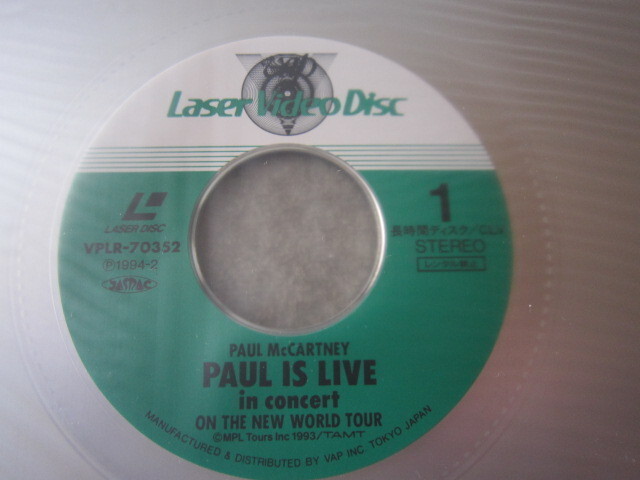 Laser Video Disc
LASER DISC
VPLR-70352
Ⓟ1994-2
JASRAC
1
長時間ディスク/CLV
STEREO
レンタル禁止
PAUL McCARTNEY
PAUL IS LIVE
in concert
ON THE NEW WORLD TOUR
©MPL Tours Inc 1993/TAMT
MANUFACTURED & DISTRIBUTED BY VAP INC. TOKYO JAPAN